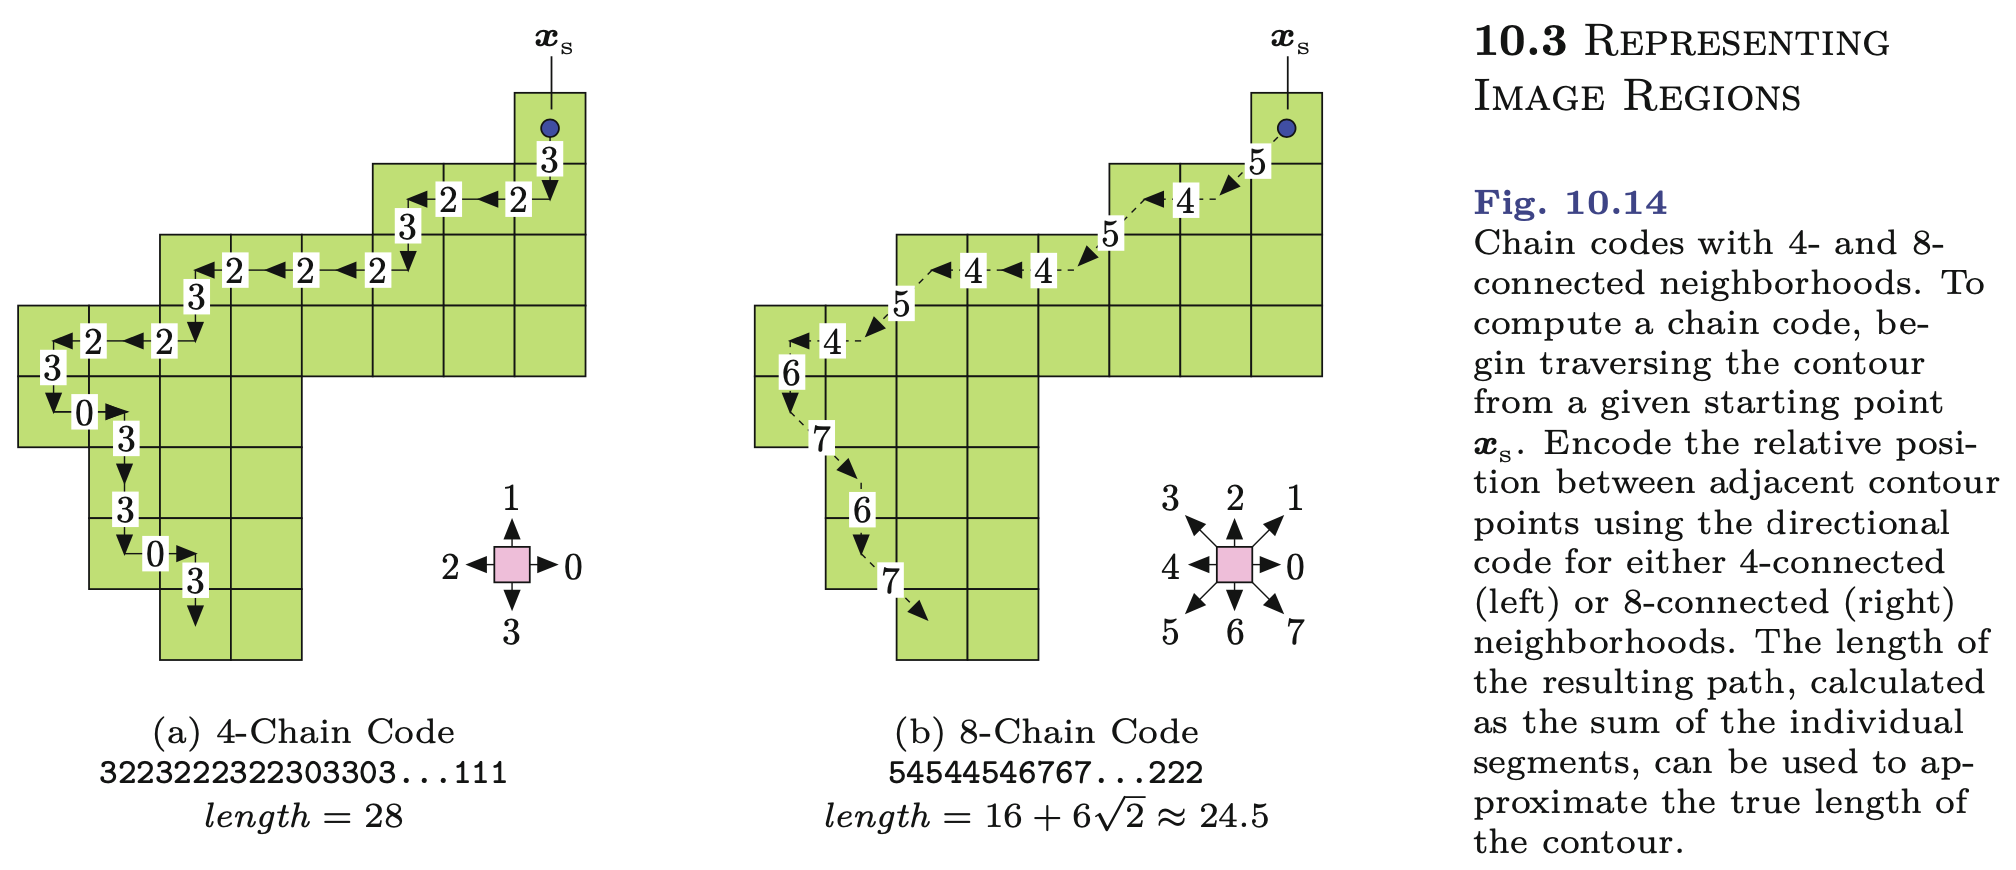 x_s
3
2 2
3
2 2 2
3
2 2
3
0
3
3
0
3
1
2 0
3
(a) 4-Chain Code
3223222322303303...111
length = 28
x_s
5
4
5
4 4
5
4
6
7
6
7
3 2 1
4 0
5 6 7
(b) 8-Chain Code
54544546767...222
length = 16 + 6√2 ≈ 24.5
10.3 Representing
Image Regions
Fig. 10.14
Chain codes with 4- and 8-
connected neighborhoods. To
compute a chain code, be-
gin traversing the contour
from a given starting point
x_s. Encode the relative posi-
tion between adjacent contour
points using the directional
code for either 4-connected
(left) or 8-connected (right)
neighborhoods. The length of
the resulting path, calculated
as the sum of the individual
segments, can be used to ap-
proximate the true length of
the contour.